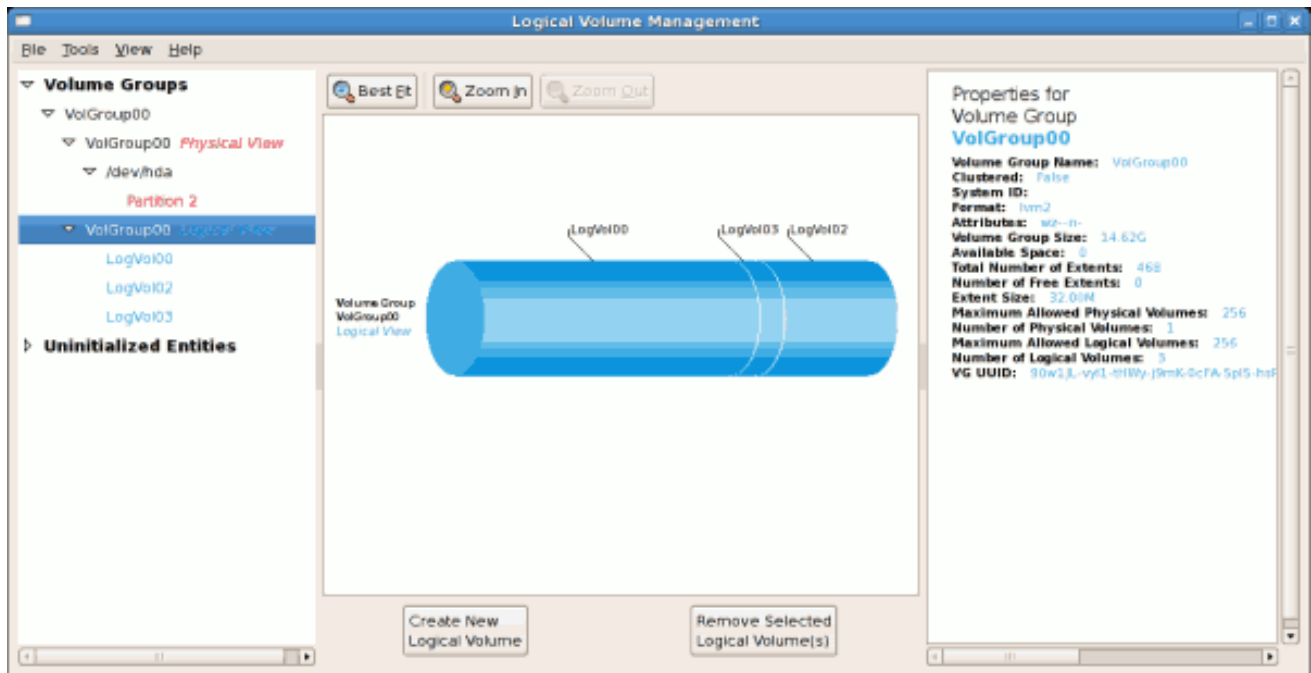 Logical Volume Management
File Tools View Help
Volume Groups
VolGroup00
VolGroup00 Physical View
/dev/hda
Partition 2
VolGroup00 Logical View
LogVol00
LogVol02
LogVol03
Uninitialized Entities
Best Fit Zoom In Zoom Out
LogVol00 LogVol03 LogVol02
Volume Group
VolGroup00
Logical View
Create New
Logical Volume
Remove Selected
Logical Volume(s)
Properties for
Volume Group
VolGroup00
Volume Group Name: VolGroup00
Clustered: False
System ID:
Format: lvm2
Attributes: wz--n-
Volume Group Size: 14.62G
Available Space: 0
Total Number of Extents: 468
Number of Free Extents: 0
Extent Size: 32.00M
Maximum Allowed Physical Volumes: 256
Number of Physical Volumes: 1
Maximum Allowed Logical Volumes: 256
Number of Logical Volumes: 3
VG UUID: